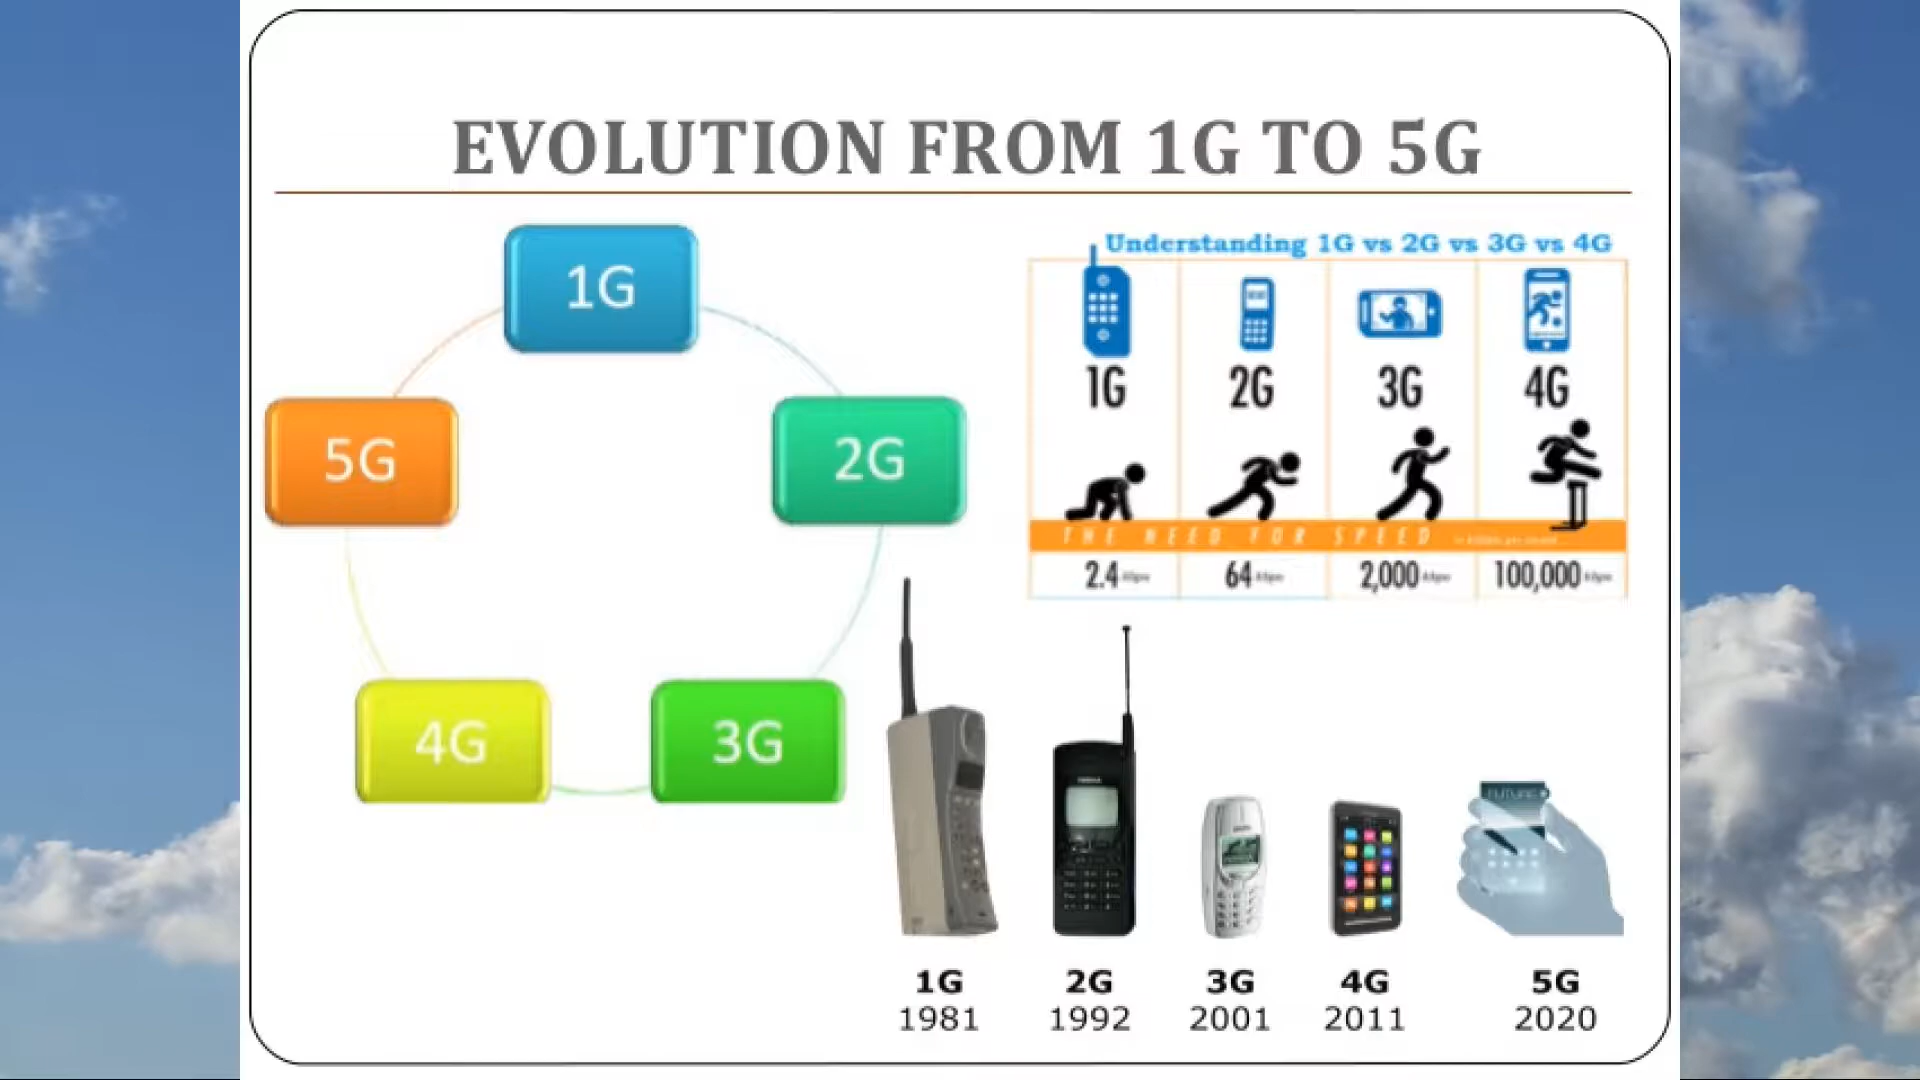 EVOLUTION FROM 1G TO 5G
1G
2G
3G
4G
5G
Understanding 1G vs 2G vs 3G vs 4G
1G 2G 3G 4G
THE NEED FOR SPEED
2.4 64 2,000 100,000
FUTURE
1G 2G 3G 4G 5G
1981 1992 2001 2011 2020